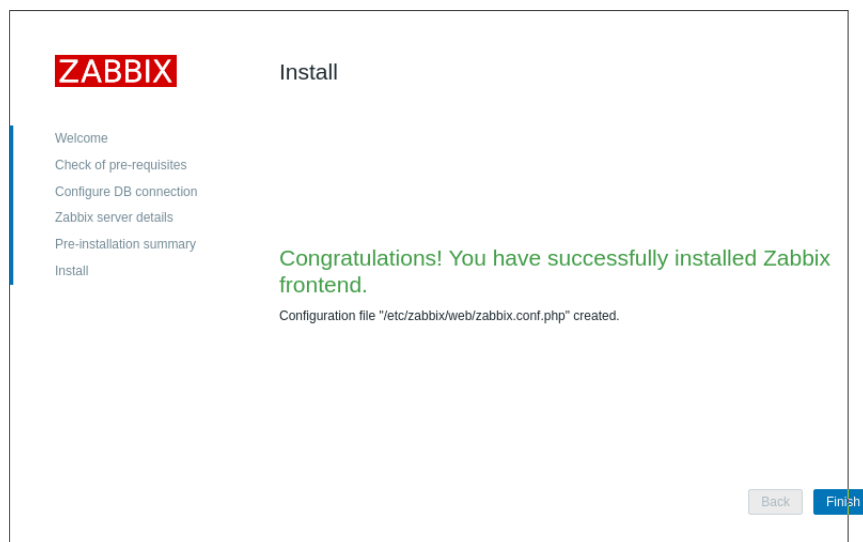 ZABBIX
Install
Welcome
Check of pre-requisites
Configure DB connection
Zabbix server details
Pre-installation summary
Install
Congratulations! You have successfully installed Zabbix
frontend.
Configuration file "/etc/zabbix/web/zabbix.conf.php" created.
Back
Finish